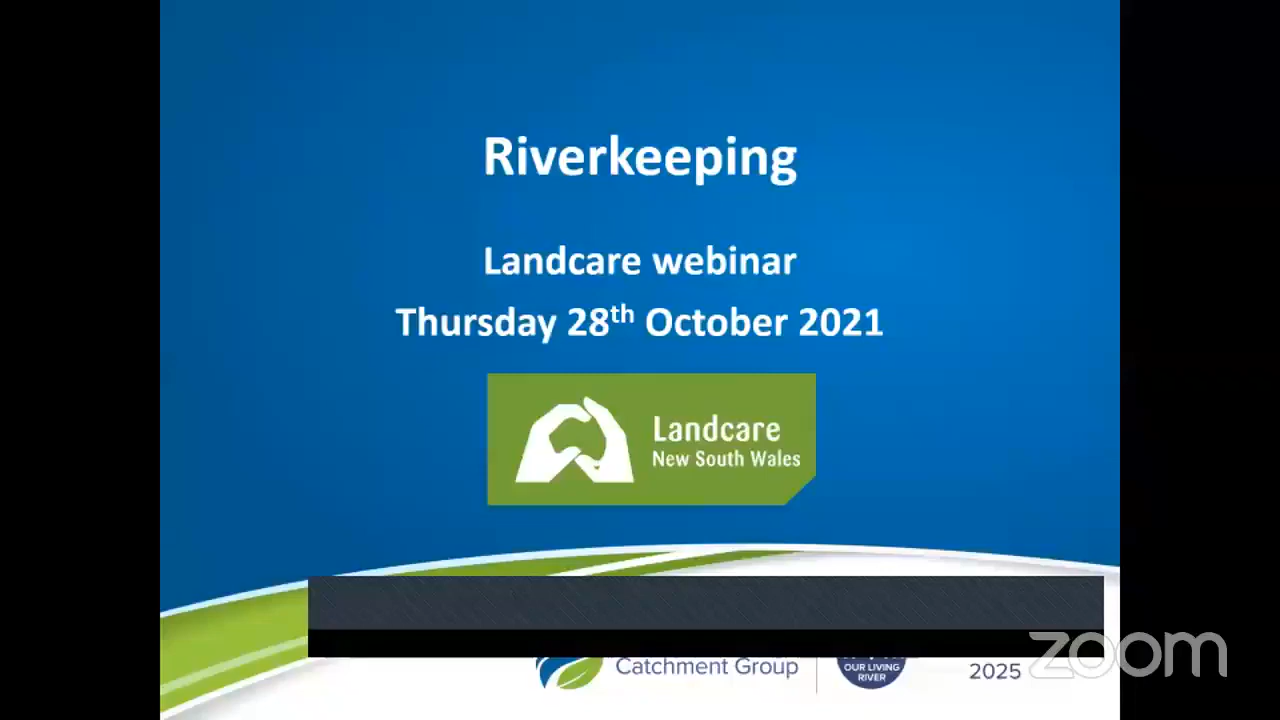 Riverkeeping
Landcare webinar
Thursday 28th October 2021
Landcare
New South Wales
Catchment Group
OUR LIVING
RIVER
2025
zoom